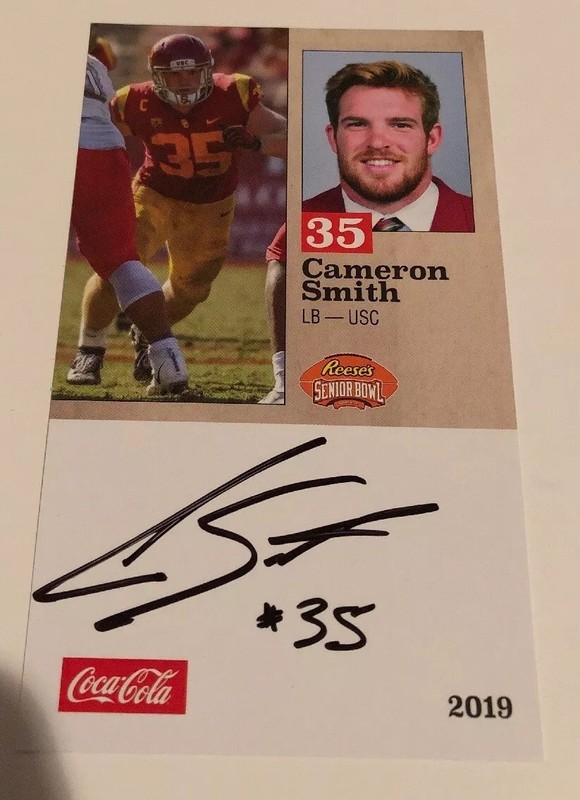 USC
C
35
35
Cameron
Smith
LB — USC
Reese's
SENIOR BOWL
#35
Coca-Cola
2019